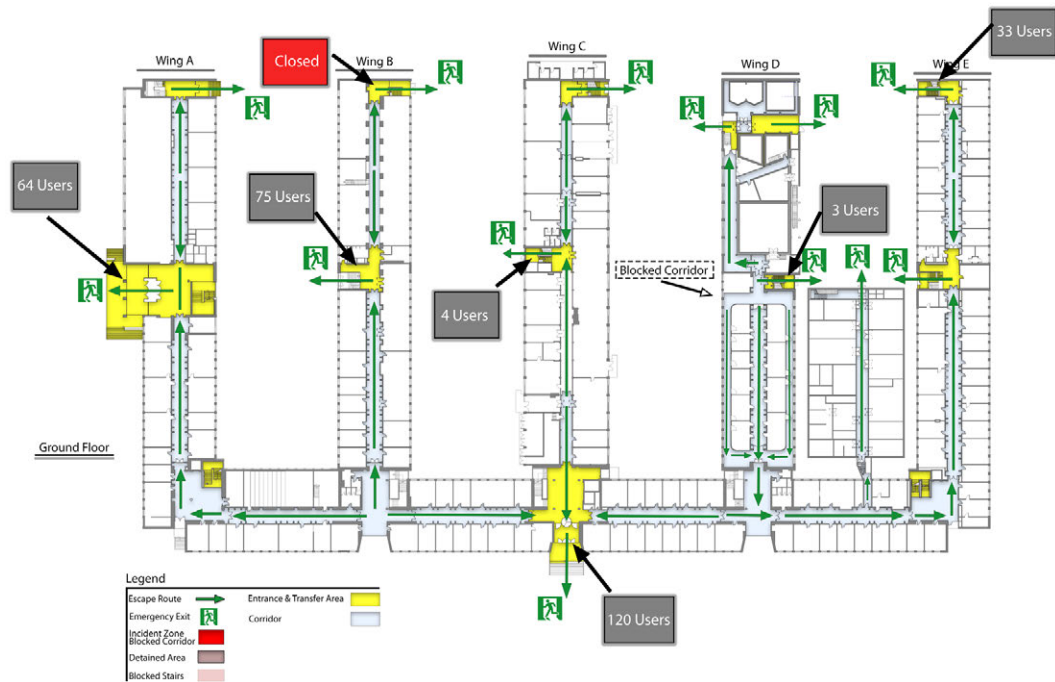 33 Users
Wing A
Closed
Wing B
Wing C
Wing D
Wing E
64 Users
75 Users
3 Users
Blocked Corridor
4 Users
Ground Floor
120 Users
Legend
Escape Route
Entrance & Transfer Area
Emergency Exit
Corridor
Incident Zone
Blocked Corridor
Detained Area
Blocked Stairs